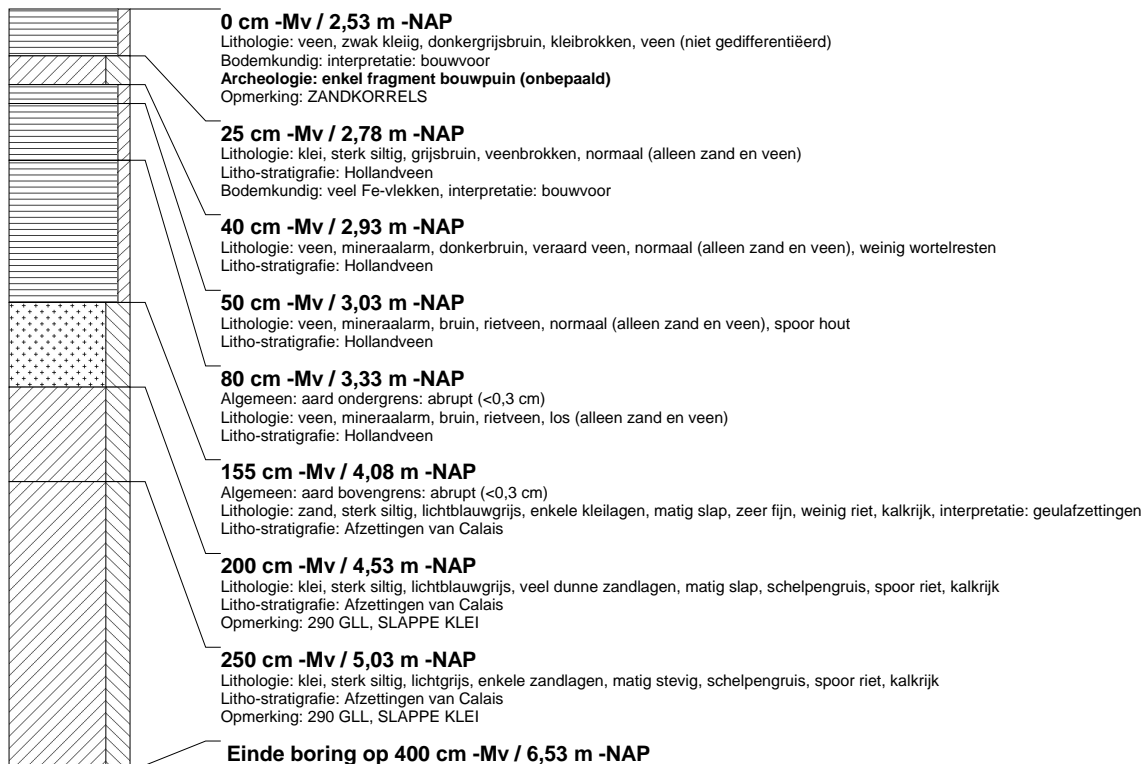 0 cm -Mv / 2,53 m -NAP
Lithologie: veen, zwak kleiig, donkergrijsbruin, kleibrokken, veen (niet gedifferentiëerd)
Bodemkundig: interpretatie: bouwvoor
Archeologie: enkel fragment bouwpuin (onbepaald)
Opmerking: ZANDKORRELS
25 cm -Mv / 2,78 m -NAP
Lithologie: klei, sterk siltig, grijsbruin, veenbrokken, normaal (alleen zand en veen)
Litho-stratigrafie: Hollandveen
Bodemkundig: veel Fe-vlekken, interpretatie: bouwvoor
40 cm -Mv / 2,93 m -NAP
Lithologie: veen, mineraalarm, donkerbruin, veraard veen, normaal (alleen zand en veen), weinig wortelresten
Litho-stratigrafie: Hollandveen
50 cm -Mv / 3,03 m -NAP
Lithologie: veen, mineraalarm, bruin, rietveen, normaal (alleen zand en veen), spoor hout
Litho-stratigrafie: Hollandveen
80 cm -Mv / 3,33 m -NAP
Algemeen: aard ondergrens: abrupt (<0,3 cm)
Lithologie: veen, mineraalarm, bruin, rietveen, los (alleen zand en veen)
Litho-stratigrafie: Hollandveen
155 cm -Mv / 4,08 m -NAP
Algemeen: aard bovengrens: abrupt (<0,3 cm)
Lithologie: zand, sterk siltig, lichtblauwgrijs, enkele kleilagen, matig slap, zeer fijn, weinig riet, kalkrijk, interpretatie: geulafzettingen
Litho-stratigrafie: Afzettingen van Calais
200 cm -Mv / 4,53 m -NAP
Lithologie: klei, sterk siltig, lichtblauwgrijs, veel dunne zandlagen, matig slap, schelpengruis, spoor riet, kalkrijk
Litho-stratigrafie: Afzettingen van Calais
Opmerking: 290 GLL, SLAPPE KLEI
250 cm -Mv / 5,03 m -NAP
Lithologie: klei, sterk siltig, lichtgrijs, enkele zandlagen, matig stevig, schelpengruis, spoor riet, kalkrijk
Litho-stratigrafie: Afzettingen van Calais
Opmerking: 290 GLL, SLAPPE KLEI
Einde boring op 400 cm -Mv / 6,53 m -NAP